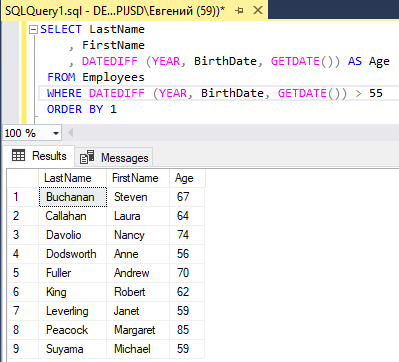 SQLQuery1.sql - DE...PIUSD\Евгений (59))*
SELECT LastName
, FirstName
, DATEDIFF (YEAR, BirthDate, GETDATE()) AS Age
FROM Employees
WHERE DATEDIFF (YEAR, BirthDate, GETDATE()) > 55
ORDER BY 1
100 %
Results Messages
LastName FirstName Age
1 Buchanan Steven 67
2 Callahan Laura 64
3 Davolio Nancy 74
4 Dodsworth Anne 56
5 Fuller Andrew 70
6 King Robert 62
7 Leverling Janet 59
8 Peacock Margaret 85
9 Suyama Michael 59